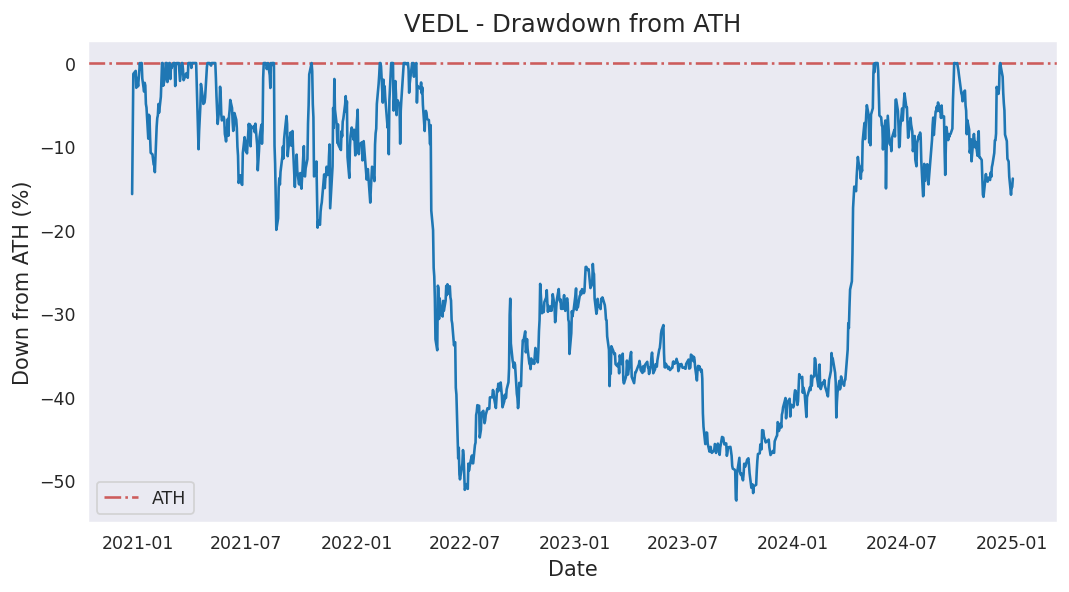 VEDL - Drawdown from ATH
Down from ATH (%)
0
−10
−20
−30
−40
−50
ATH
2021-01 2021-07 2022-01 2022-07 2023-01 2023-07 2024-01 2024-07 2025-01
Date